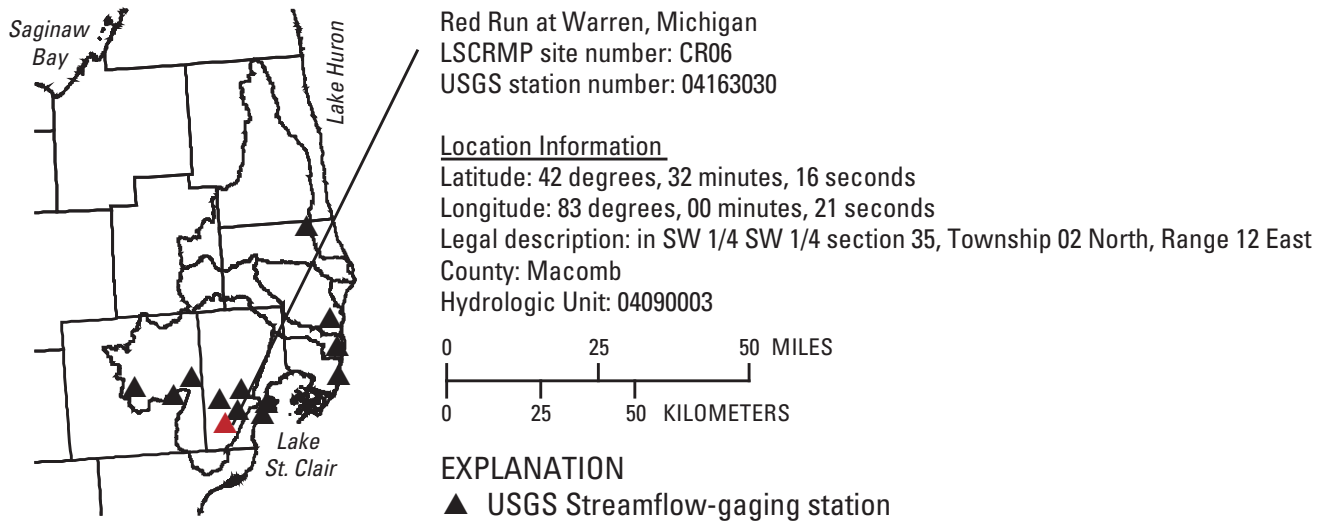 Saginaw
Bay
Lake Huron
Lake
St. Clair
Red Run at Warren, Michigan
LSCRMP site number: CR06
USGS station number: 04163030
Location Information
Latitude: 42 degrees, 32 minutes, 16 seconds
Longitude: 83 degrees, 00 minutes, 21 seconds
Legal description: in SW 1/4 SW 1/4 section 35, Township 02 North, Range 12 East
County: Macomb
Hydrologic Unit: 04090003
0 25 50 MILES
0 25 50 KILOMETERS
EXPLANATION
USGS Streamflow-gaging station